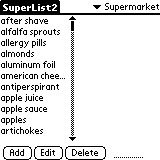 SuperList2 Supermarket
after shave
alfalfa sprouts
allergy pills
almonds
aluminum foil
american chee...
antiperspirant
apple juice
apple sauce
apples
artichokes
Add Edit Delete